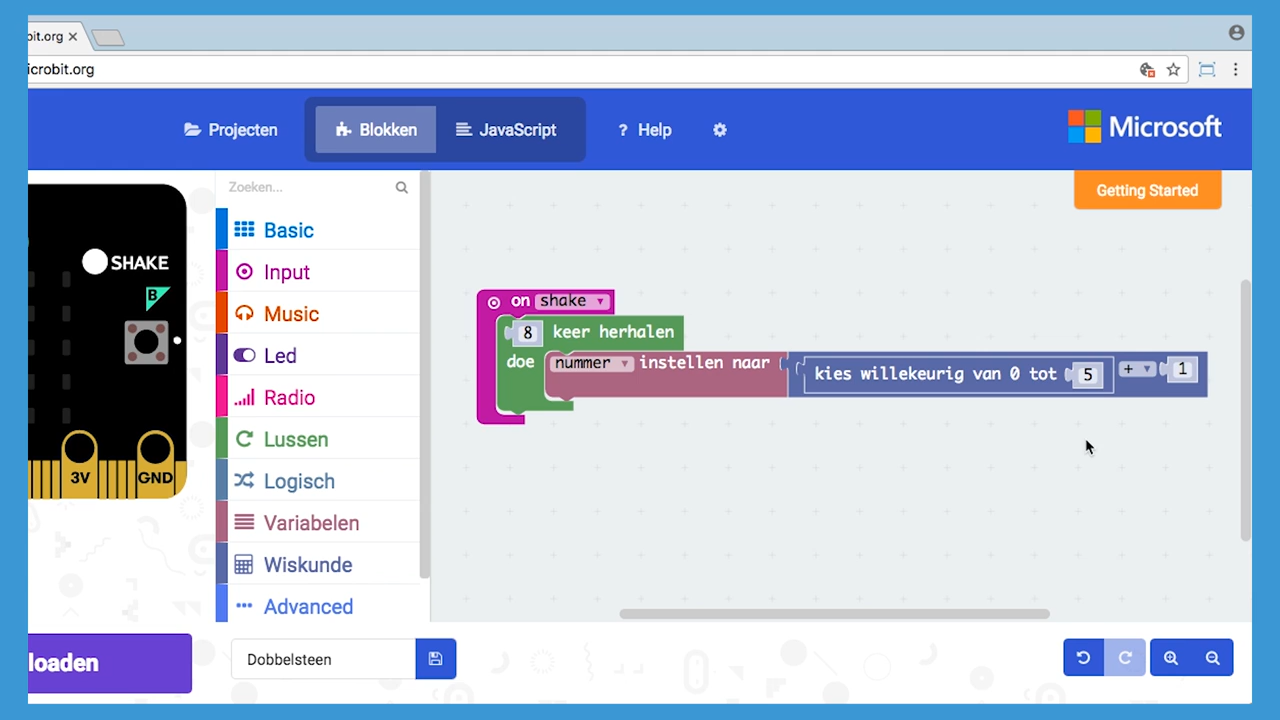 bit.org
icrobit.org
Projecten
Blokken
JavaScript
? Help
Microsoft
Zoeken...
Getting Started
SHAKE
B
3V
GND
Basic
Input
Music
Led
Radio
Lussen
Logisch
Variabelen
Wiskunde
Advanced
on shake
8 keer herhalen
doe nummer instellen naar kies willekeurig van 0 tot 5 + 1
loaden
Dobbelsteen